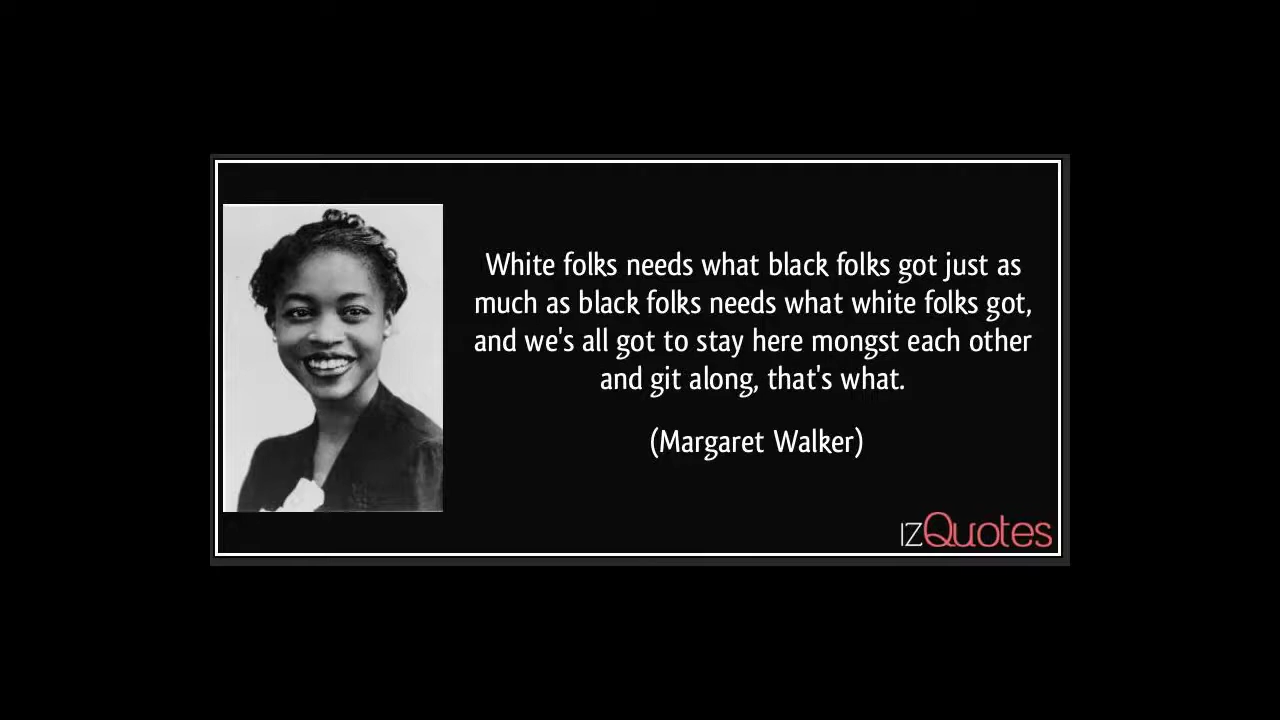 White folks needs what black folks got just as
much as black folks needs what white folks got,
and we's all got to stay here mongst each other
and git along, that's what.
(Margaret Walker)
IZQuotes